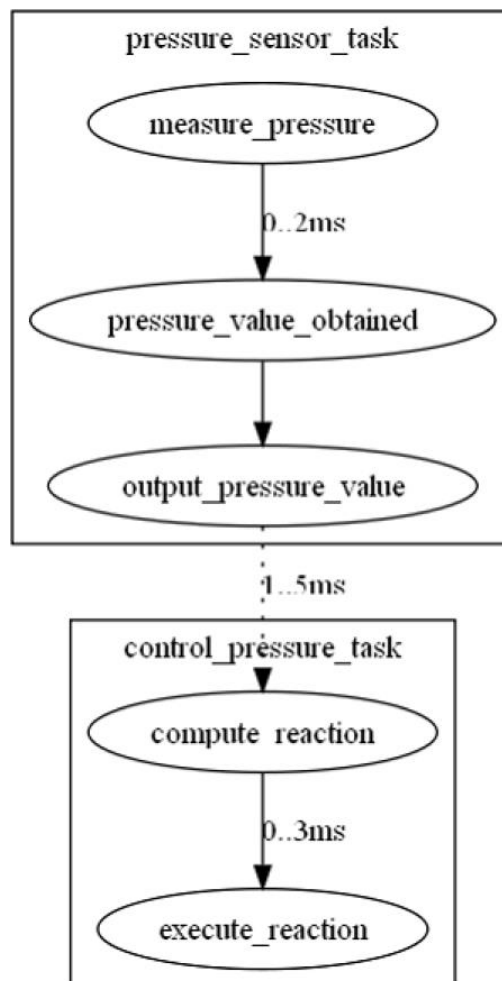 pressure_sensor_task
measure_pressure
0..2ms
pressure_value_obtained
output_pressure_value
1..5ms
control_pressure_task
compute_reaction
0..3ms
execute_reaction